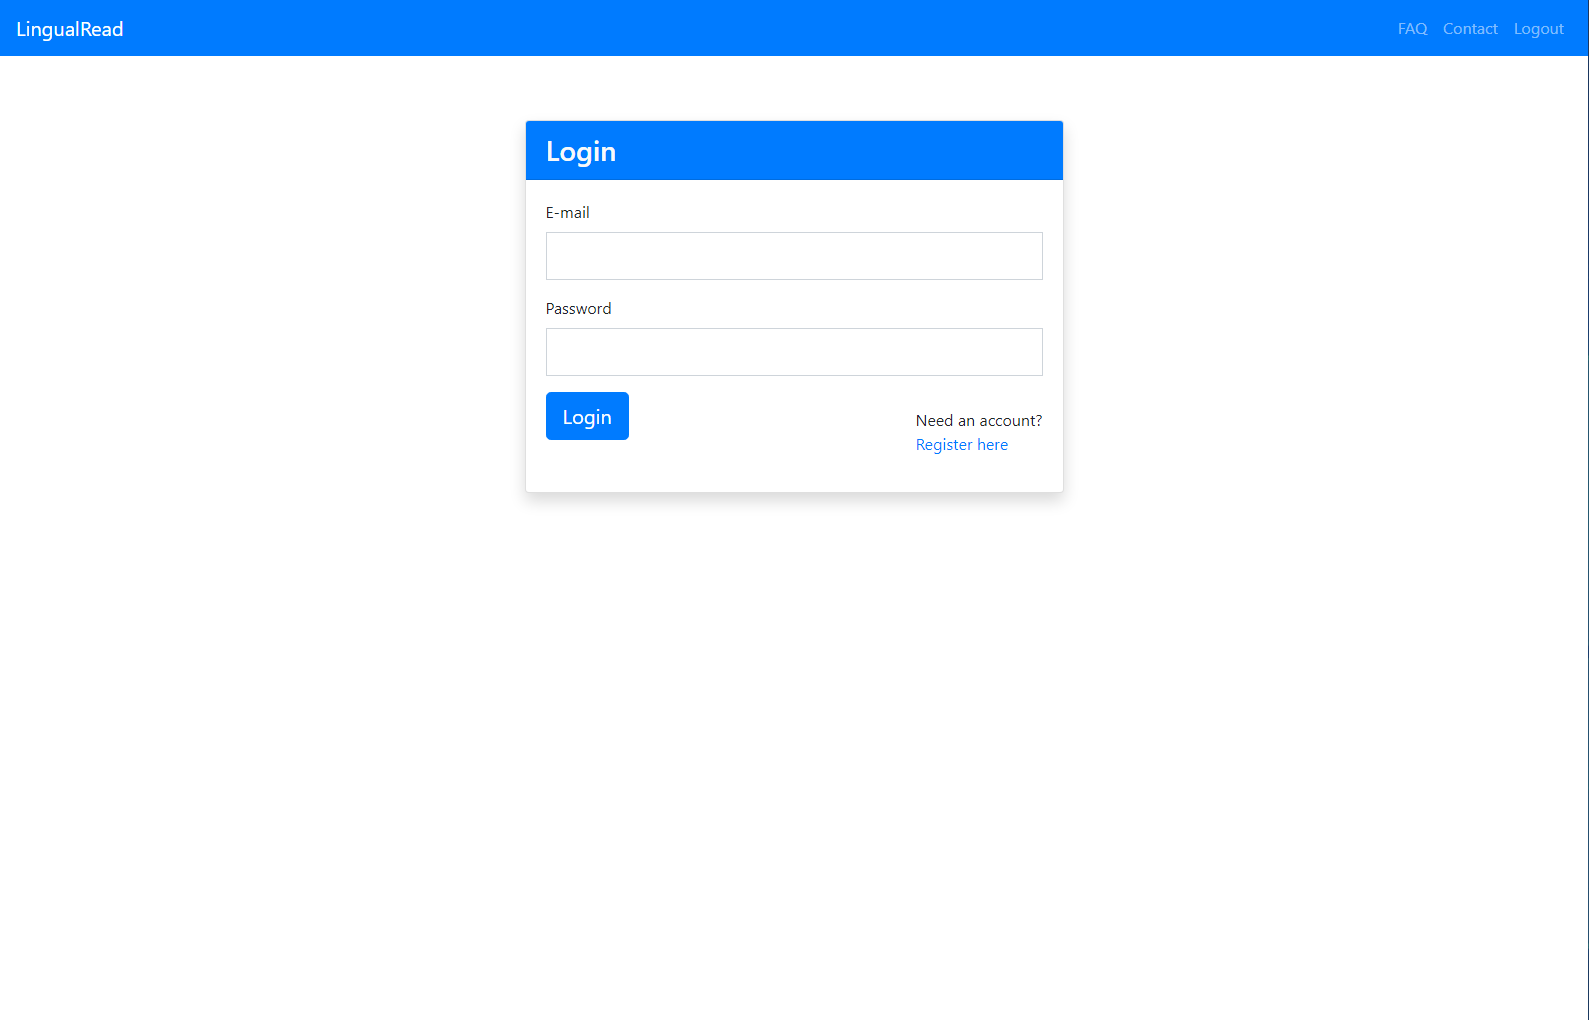 LingualRead
FAQ Contact Logout
Login
E-mail
Password
Login
Need an account?
Register here